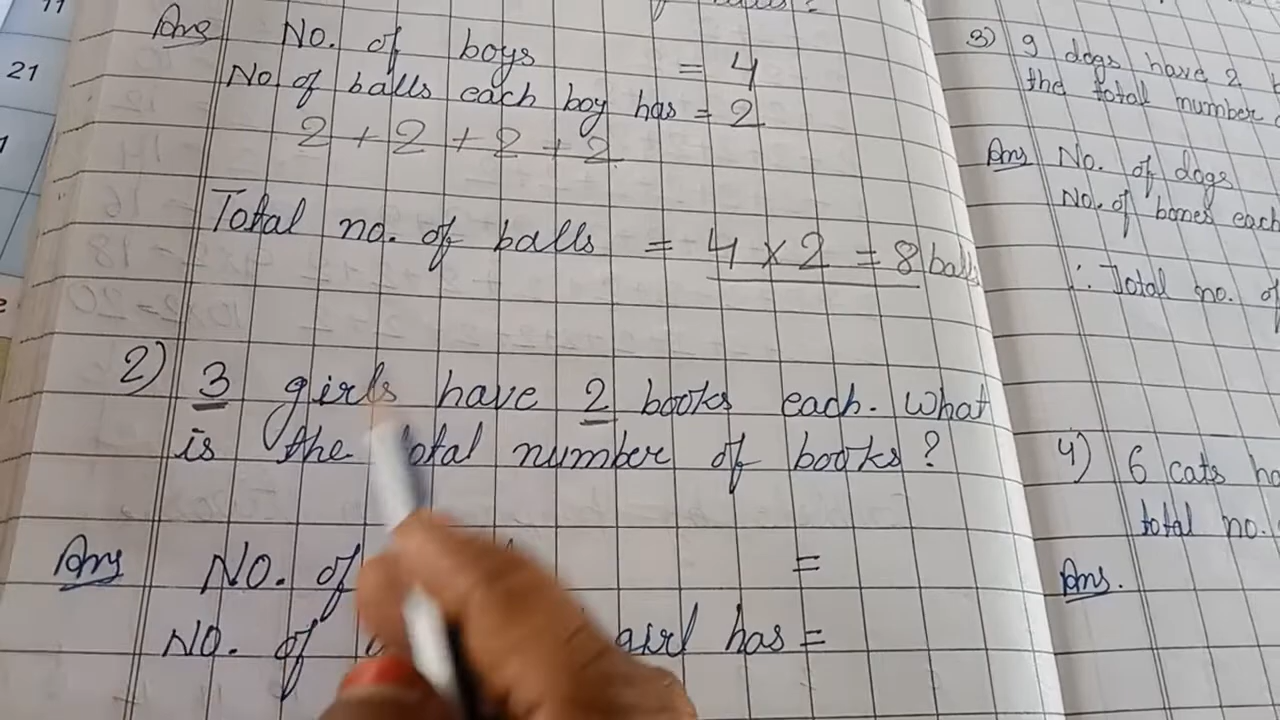 21
Ans No. of boys = 4
No. of balls each boy has = 2
2 + 2 + 2 + 2
Total no. of balls = 4 x 2 = 8 balls
2) 3 girls have 2 books each. What
is the total number of books?
Ans No. of =
No. of girl has =
3) 9 dogs have 2
the total number
Ans No. of dogs
No. of bones each
∴ Total no. of
4) 6 cats
total no.
Ans.